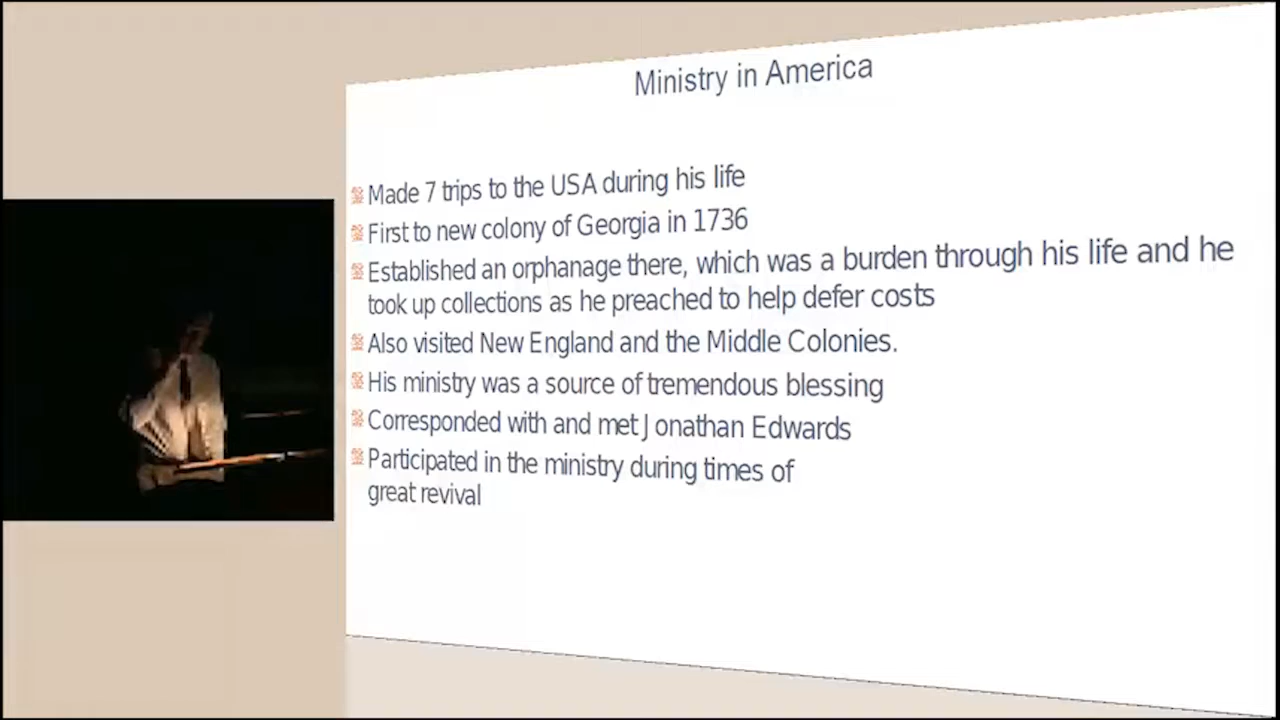 Ministry in America
Made 7 trips to the USA during his life
First to new colony of Georgia in 1736
Established an orphanage there, which was a burden through his life and he
took up collections as he preached to help defer costs
Also visited New England and the Middle Colonies.
His ministry was a source of tremendous blessing
Corresponded with and met Jonathan Edwards
Participated in the ministry during times of
great revival